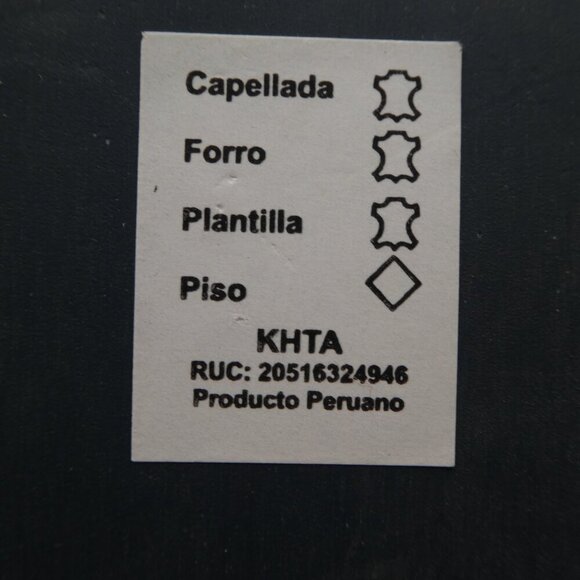 Capellada
Forro
Plantilla
Piso
KHTA
RUC: 20516324946
Producto Peruano